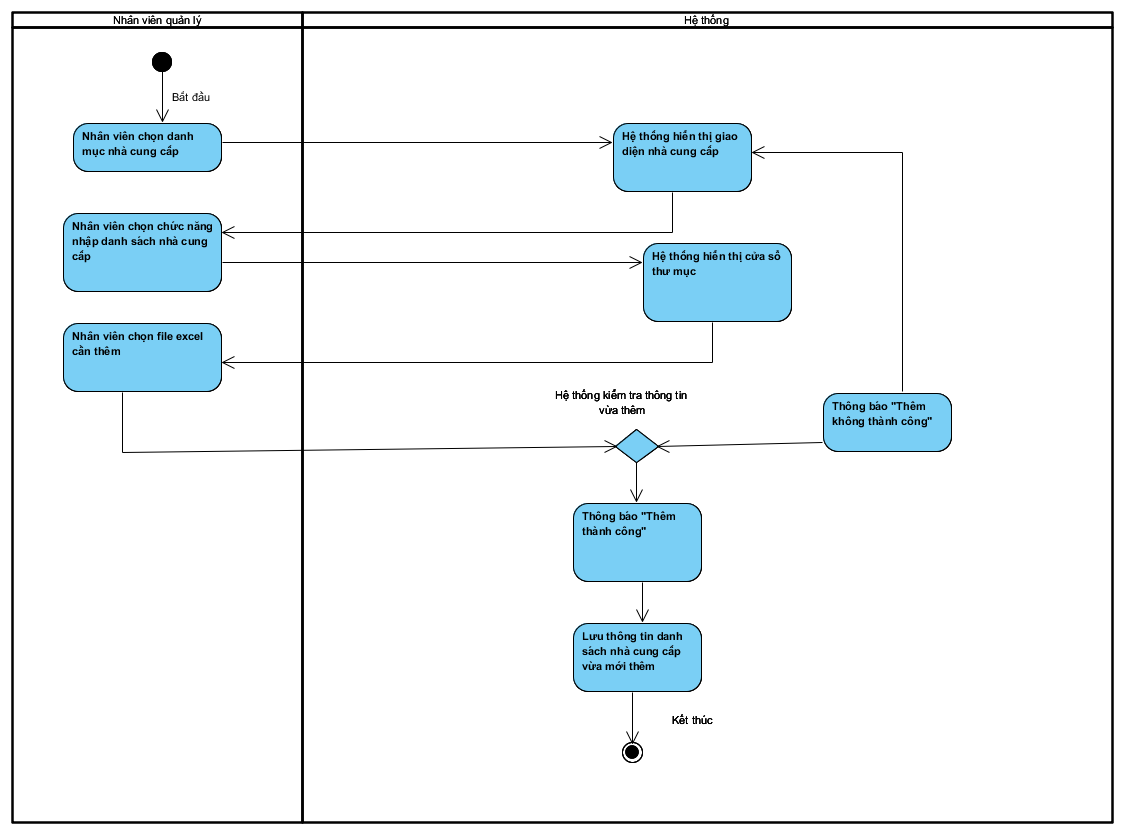 Nhân viên quản lý
Hệ thống
Bắt đầu
Nhân viên chọn danh
mục nhà cung cấp
Hệ thống hiển thị giao
diện nhà cung cấp
Nhân viên chọn chức năng
nhập danh sách nhà cung
cấp
Hệ thống hiển thị cửa sổ
thư mục
Nhân viên chọn file excel
cần thêm
Hệ thống kiểm tra thông tin
vừa thêm
Thông báo "Thêm
không thành công"
Thông báo "Thêm
thành công"
Lưu thông tin danh
sách nhà cung cấp
vừa mới thêm
Kết thúc